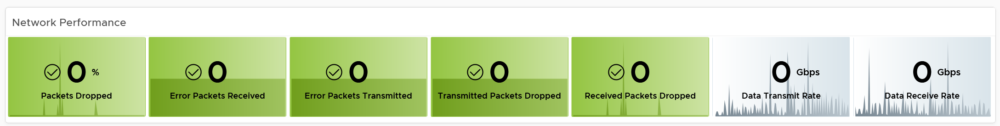 Network Performance
0 %
Packets Dropped
0
Error Packets Received
0
Error Packets Transmitted
0
Transmitted Packets Dropped
0
Received Packets Dropped
0 Gbps
Data Transmit Rate
0 Gbps
Data Receive Rate